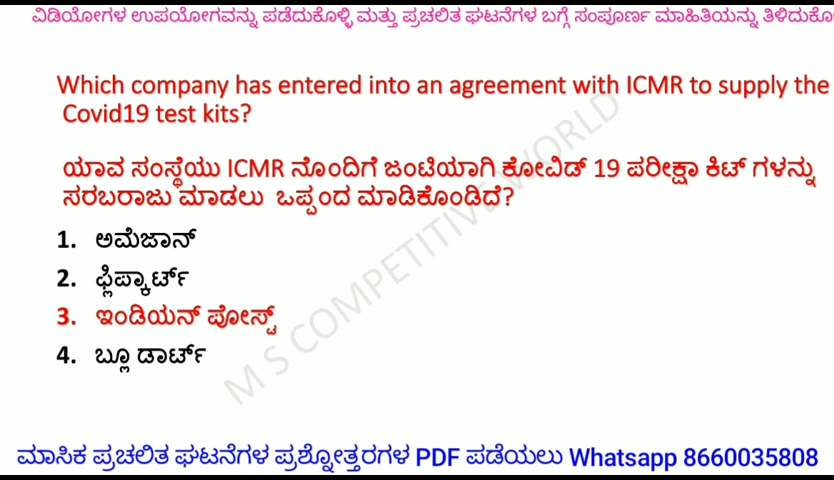 ವಿಡಿಯೋಗಳ ಉಪಯೋಗವನ್ನು ಪಡೆದುಕೊಳ್ಳಿ ಮತ್ತು ಪ್ರಚಲಿತ ಘಟನೆಗಳ ಬಗ್ಗೆ ಸಂಪೂರ್ಣ ಮಾಹಿತಿಯನ್ನು ತಿಳಿದುಕೊ
Which company has entered into an agreement with ICMR to supply the
Covid19 test kits?
ಯಾವ ಸಂಸ್ಥೆಯು ICMR ನೊಂದಿಗೆ ಜಂಟಿಯಾಗಿ ಕೋವಿಡ್ 19 ಪರೀಕ್ಷಾ ಕಿಟ್ ಗಳನ್ನು
ಸರಬರಾಜು ಮಾಡಲು ಒಪ್ಪಂದ ಮಾಡಿಕೊಂಡಿದೆ?
1. ಅಮೆಜಾನ್
2. ಫ್ಲಿಪ್ಕಾರ್ಟ್
3. ಇಂಡಿಯನ್ ಪೋಸ್ಟ್
4. ಬ್ಲೂ ಡಾರ್ಟ್
M S COMPETITIVE WORLD
ಮಾಸಿಕ ಪ್ರಚಲಿತ ಘಟನೆಗಳ ಪ್ರಶ್ನೋತ್ತರಗಳ PDF ಪಡೆಯಲು Whatsapp 8660035808